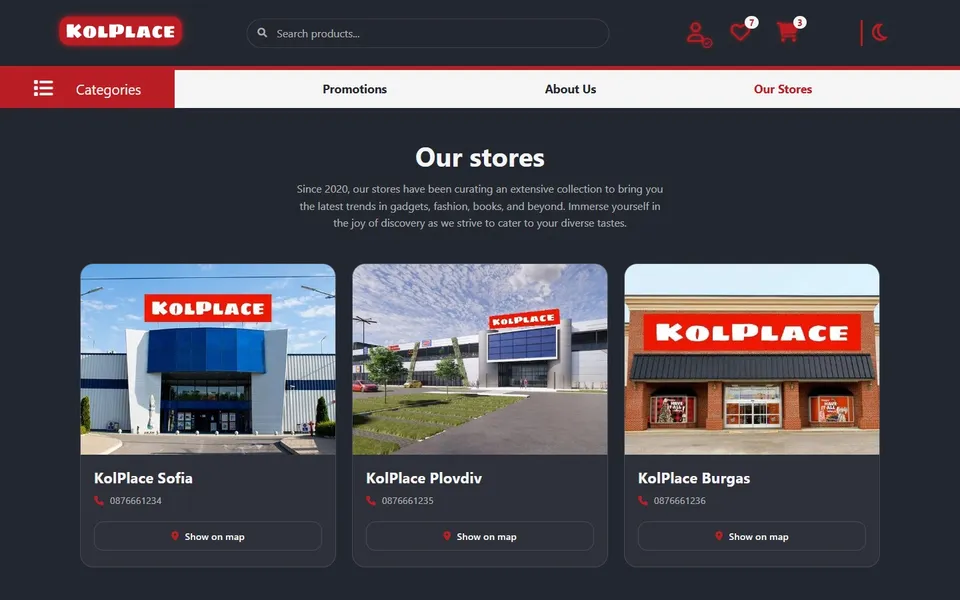 KOLPLACE
Search products...
7
3
Categories
Promotions
About Us
Our Stores
Our stores
Since 2020, our stores have been curating an extensive collection to bring you
the latest trends in gadgets, fashion, books, and beyond. Immerse yourself in
the joy of discovery as we strive to cater to your diverse tastes.
KOLPLACE
KOLPLACE
KOLPLACE
KolPlace Sofia
0876661234
Show on map
KolPlace Plovdiv
0876661235
Show on map
KolPlace Burgas
0876661236
Show on map